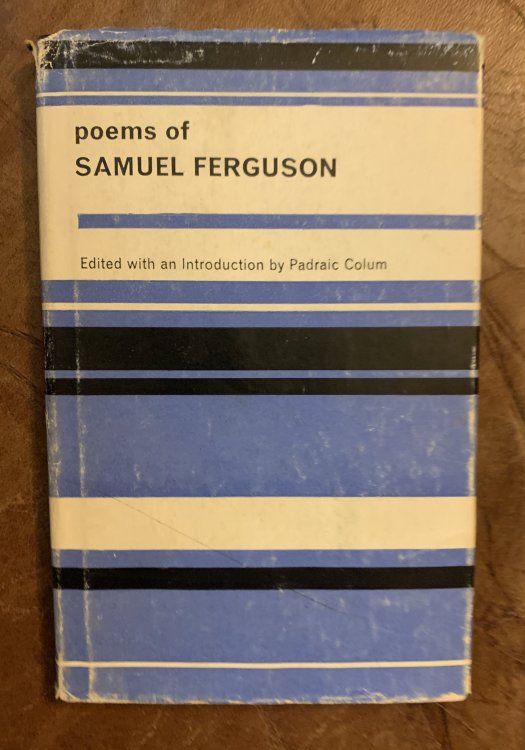 poems of
SAMUEL FERGUSON
Edited with an Introduction by Padraic Colum